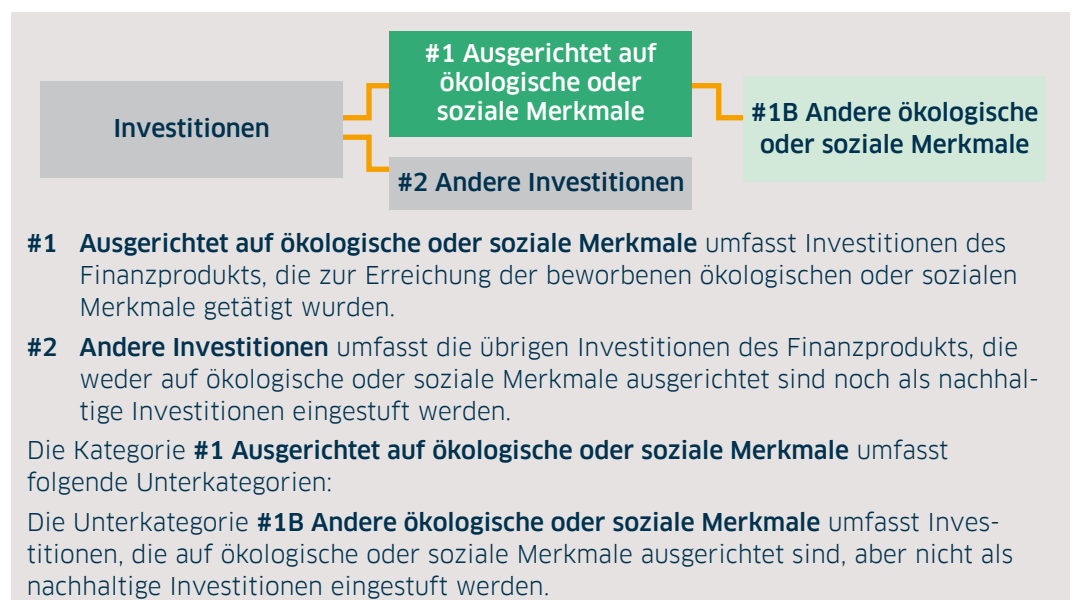 #1 Ausgerichtet auf
ökologische oder
soziale Merkmale
Investitionen
#1B Andere ökologische
oder soziale Merkmale
#2 Andere Investitionen
#1 Ausgerichtet auf ökologische oder soziale Merkmale umfasst Investitionen des
Finanzprodukts, die zur Erreichung der beworbenen ökologischen oder sozialen
Merkmale getätigt wurden.
#2 Andere Investitionen umfasst die übrigen Investitionen des Finanzprodukts, die
weder auf ökologische oder soziale Merkmale ausgerichtet sind noch als nachhal-
tige Investitionen eingestuft werden.
Die Kategorie #1 Ausgerichtet auf ökologische oder soziale Merkmale umfasst
folgende Unterkategorien:
Die Unterkategorie #1B Andere ökologische oder soziale Merkmale umfasst Inves-
titionen, die auf ökologische oder soziale Merkmale ausgerichtet sind, aber nicht als
nachhaltige Investitionen eingestuft werden.